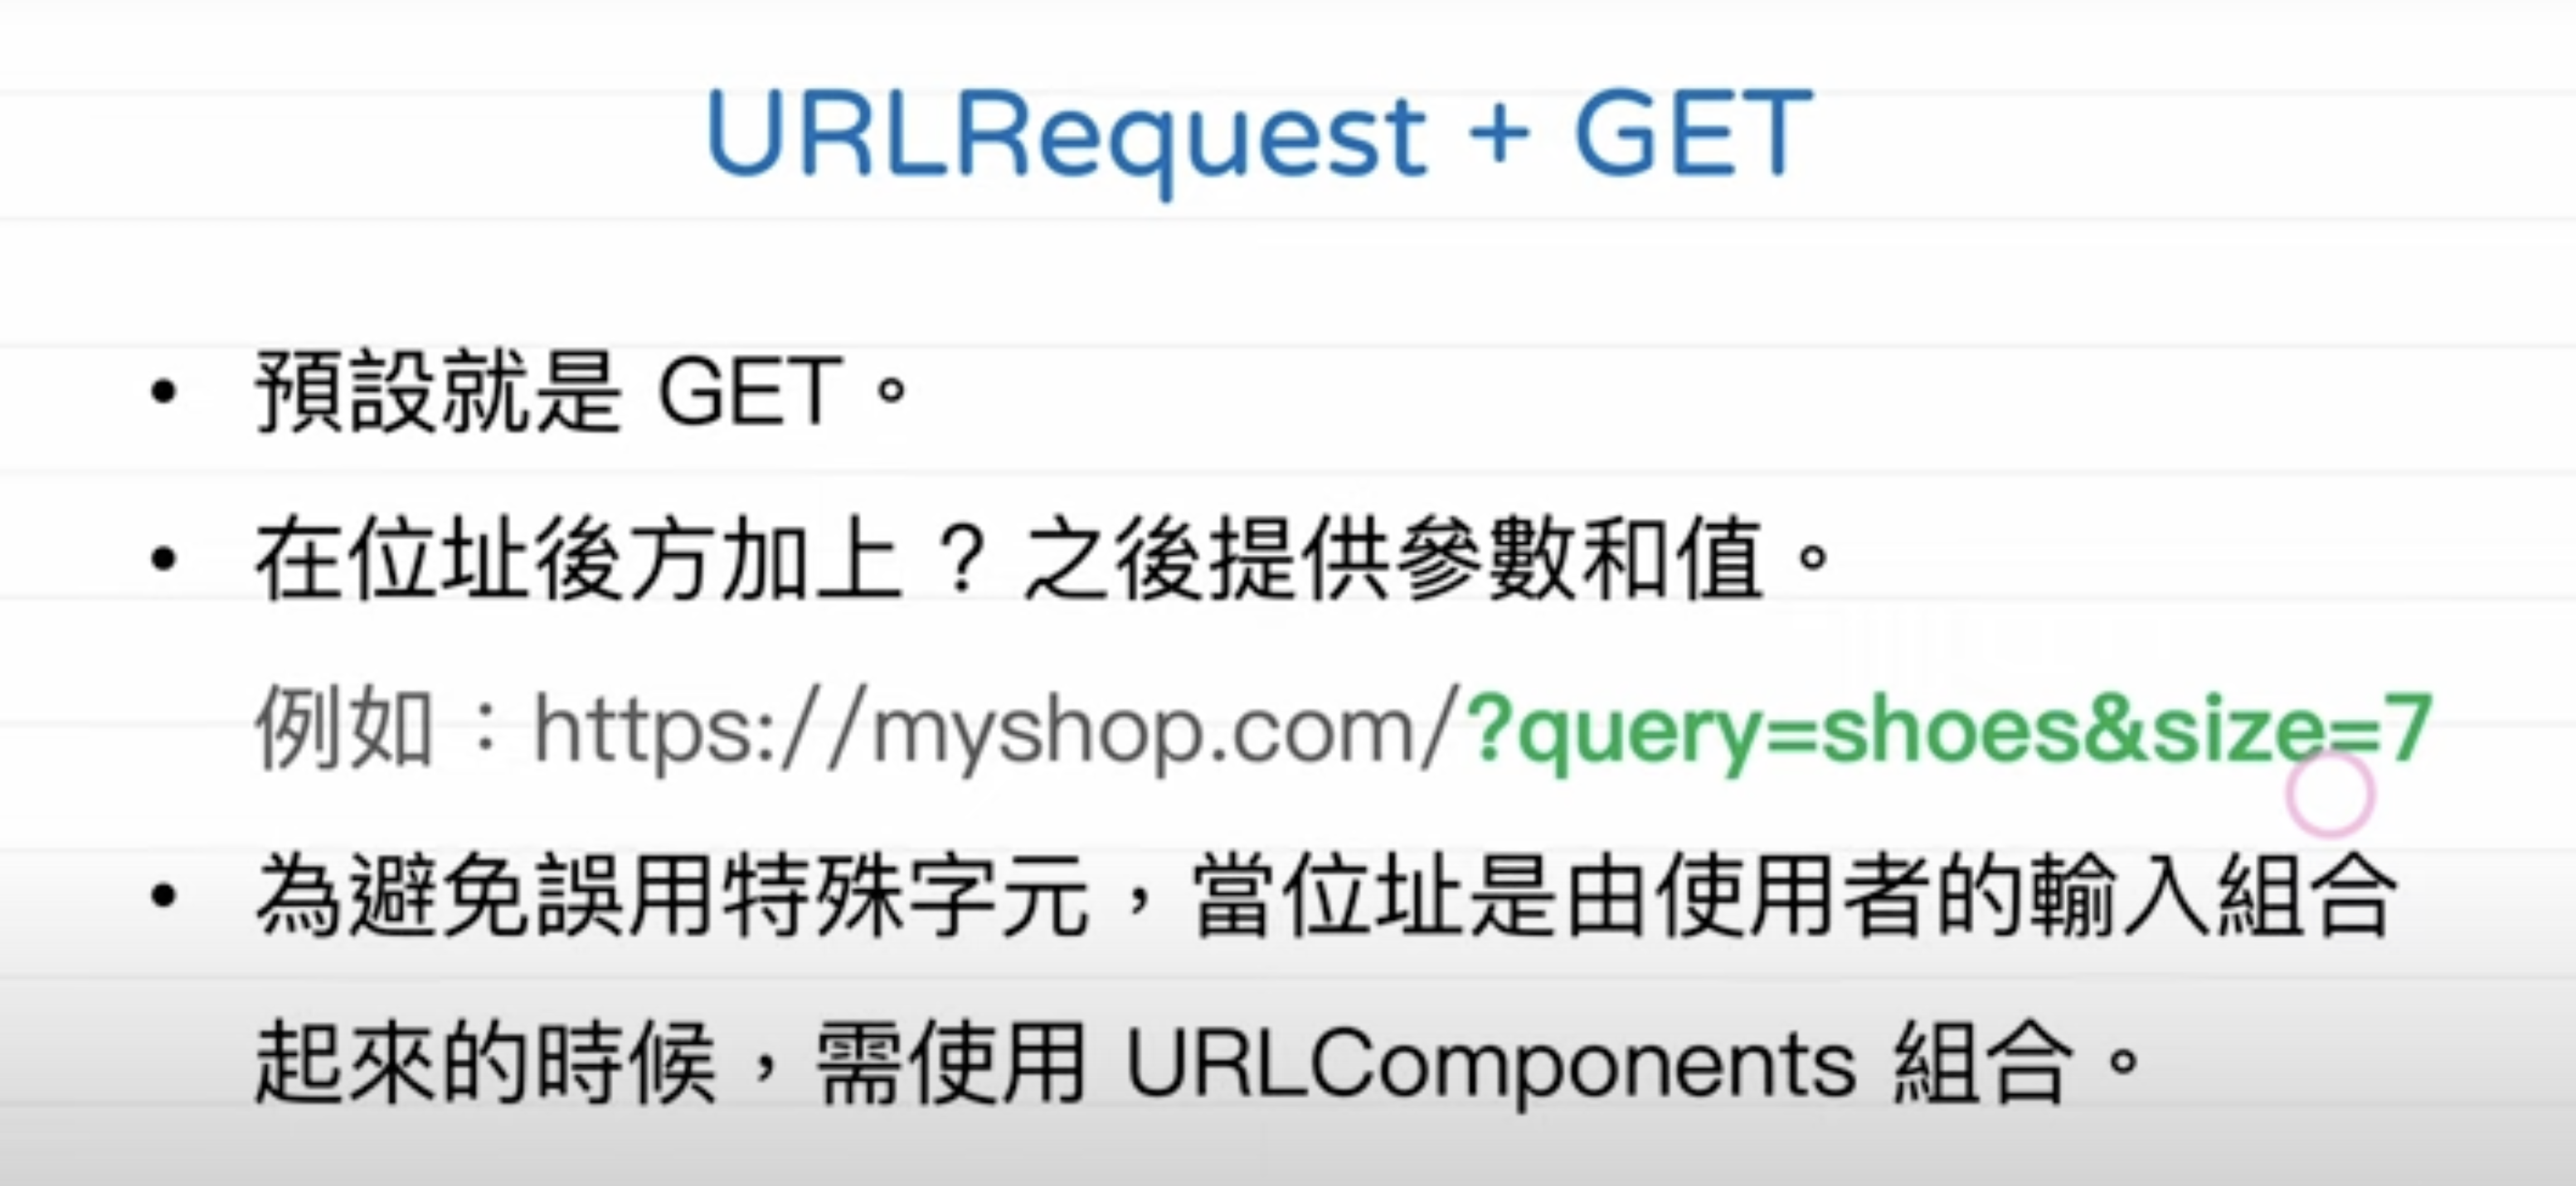 URLRequest + GET
• 預設就是 GET。
• 在位址後方加上 ? 之後提供參數和值。
例如：https://myshop.com/?query=shoes&size=7
• 為避免誤用特殊字元，當位址是由使用者的輸入組合
起來的時候，需使用 URLComponents 組合。